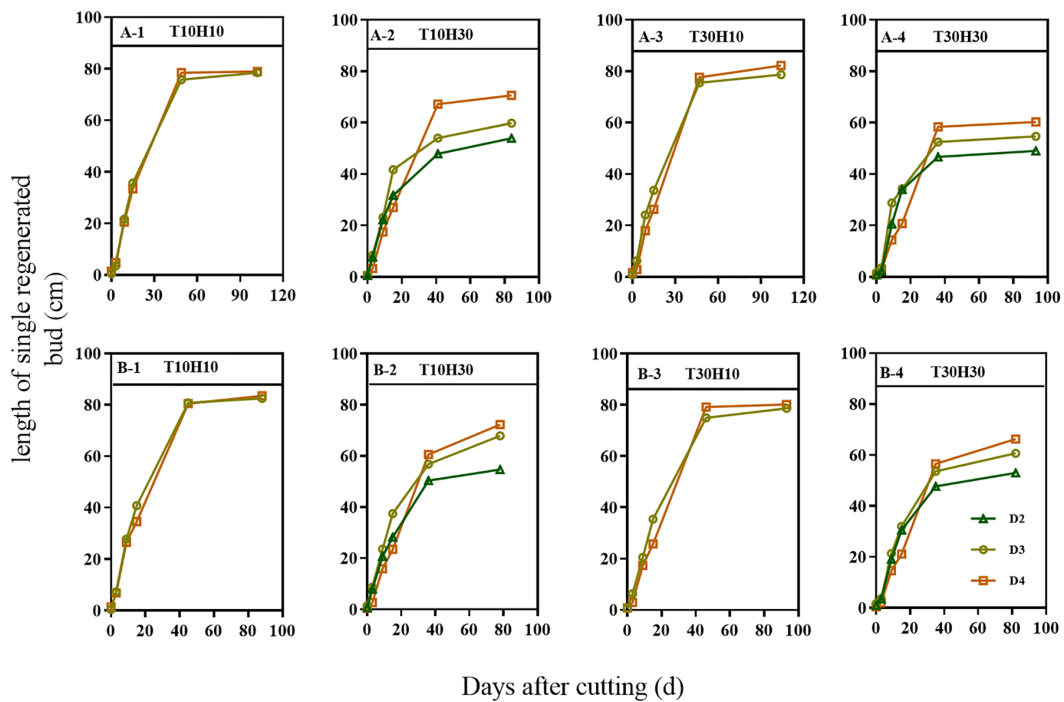 A-1 T10H10
100
80
60
40
20
0
0 30 60 90 120
A-2 T10H30
100
80
60
40
20
0
0 20 40 60 80 100
A-3 T30H10
100
80
60
40
20
0
0 30 60 90 120
A-4 T30H30
100
80
60
40
20
0
0 20 40 60 80 100
length of single regenerated
bud (cm)
B-1 T10H10
100
80
60
40
20
0
0 20 40 60 80 100
B-2 T10H30
100
80
60
40
20
0
0 20 40 60 80 100
B-3 T30H10
100
80
60
40
20
0
0 20 40 60 80 100
B-4 T30H30
100
80
60
40
20
0
0 20 40 60 80 100
D2
D3
D4
Days after cutting (d)